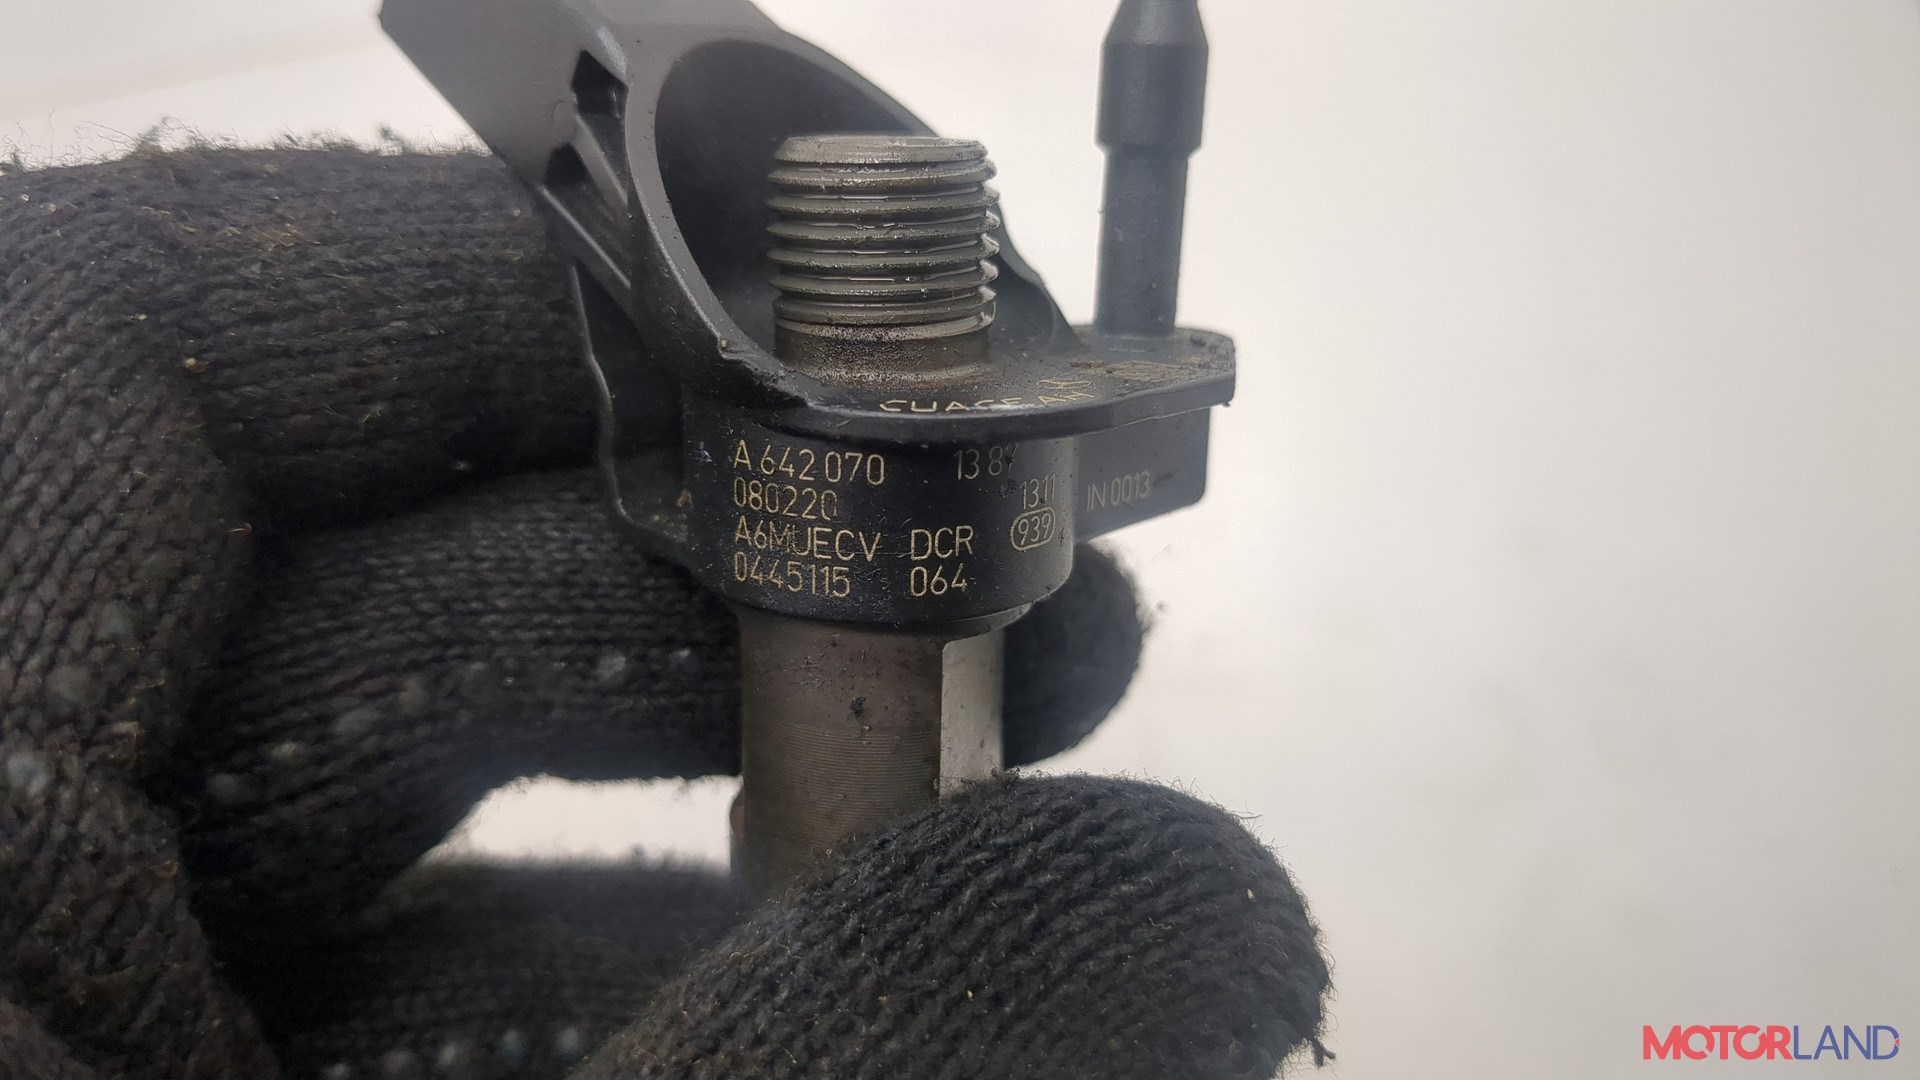 A 642 070 13 87
080220 1311
A6MUECV DCR 939
0445115 064
IN 0013
MOTORLAND